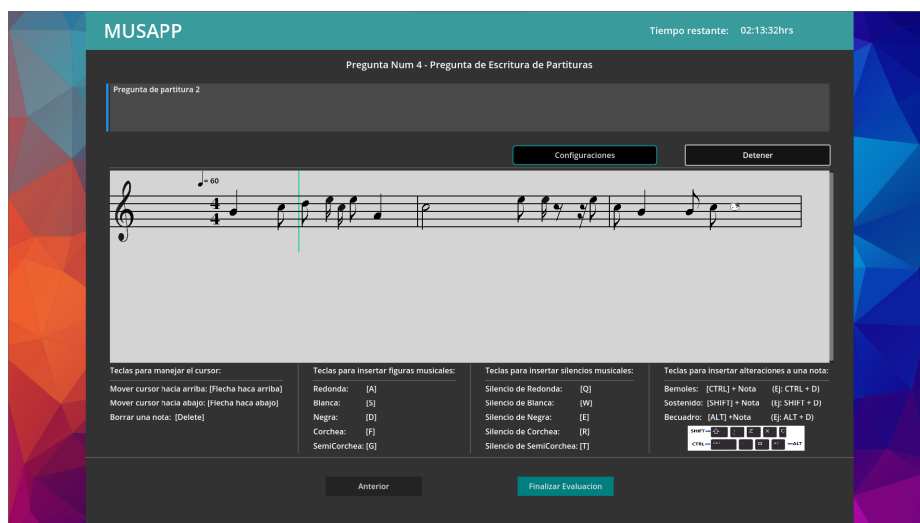 MUSAPP
Tiempo restante: 02:13:32hrs
Pregunta Num 4 - Pregunta de Escritura de Partituras
Pregunta de partitura 2
Configuraciones
Detener
= 60
4
4
Teclas para manejar el cursor:
Mover cursor hacia arriba: [Flecha haca arriba]
Mover cursor hacia abajo: [Flecha haca abajo]
Borrar una nota: [Delete]
Teclas para insertar figuras musicales:
Redonda: [A]
Blanca: [S]
Negra: [D]
Corchea: [F]
SemiCorchea: [G]
Teclas para insertar silencios musicales:
Silencio de Redonda: [Q]
Silencio de Blanca: [W]
Silencio de Negra: [E]
Silencio de Corchea: [R]
Silencio de SemiCorchea: [T]
Teclas para insertar alteraciones a una nota:
Bemoles: [CTRL] + Nota (Ej: CTRL + D)
Sostenido: [SHIFT] + Nota (Ej: SHIFT + D)
Becuadro: [ALT] +Nota (Ej: ALT + D)
SHIFT
CTRL
ALT
Anterior
Finalizar Evaluacion